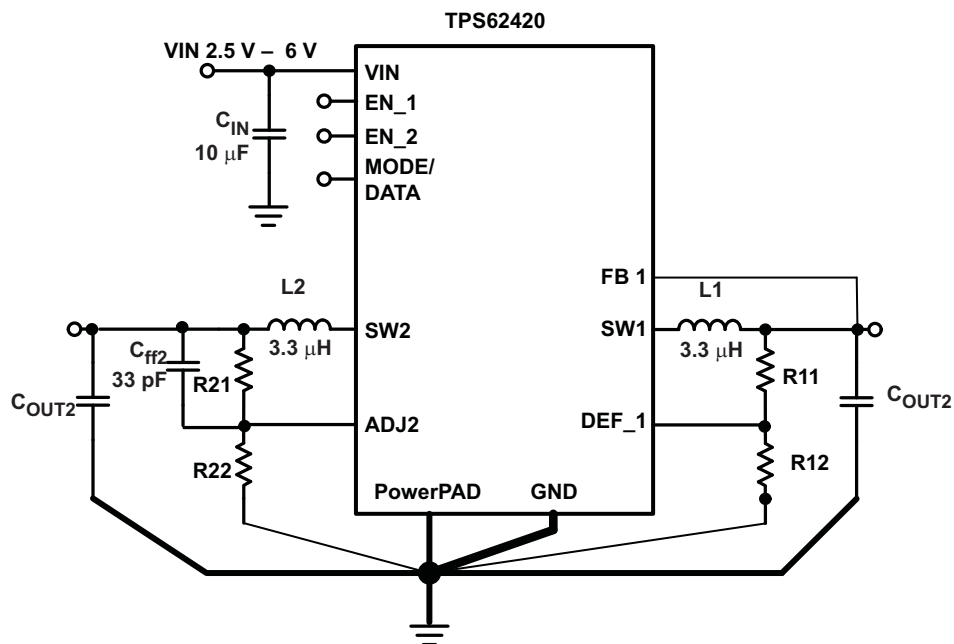 TPS62420
VIN 2.5 V – 6 V
VIN
EN_1
C_IN
EN_2
10 μF
MODE/
DATA
FB 1
L2
L1
SW2
SW1
3.3 μH
3.3 μH
C_ff2
33 pF
R21
R11
C_OUT2
C_OUT2
ADJ2
DEF_1
R22
R12
PowerPAD
GND